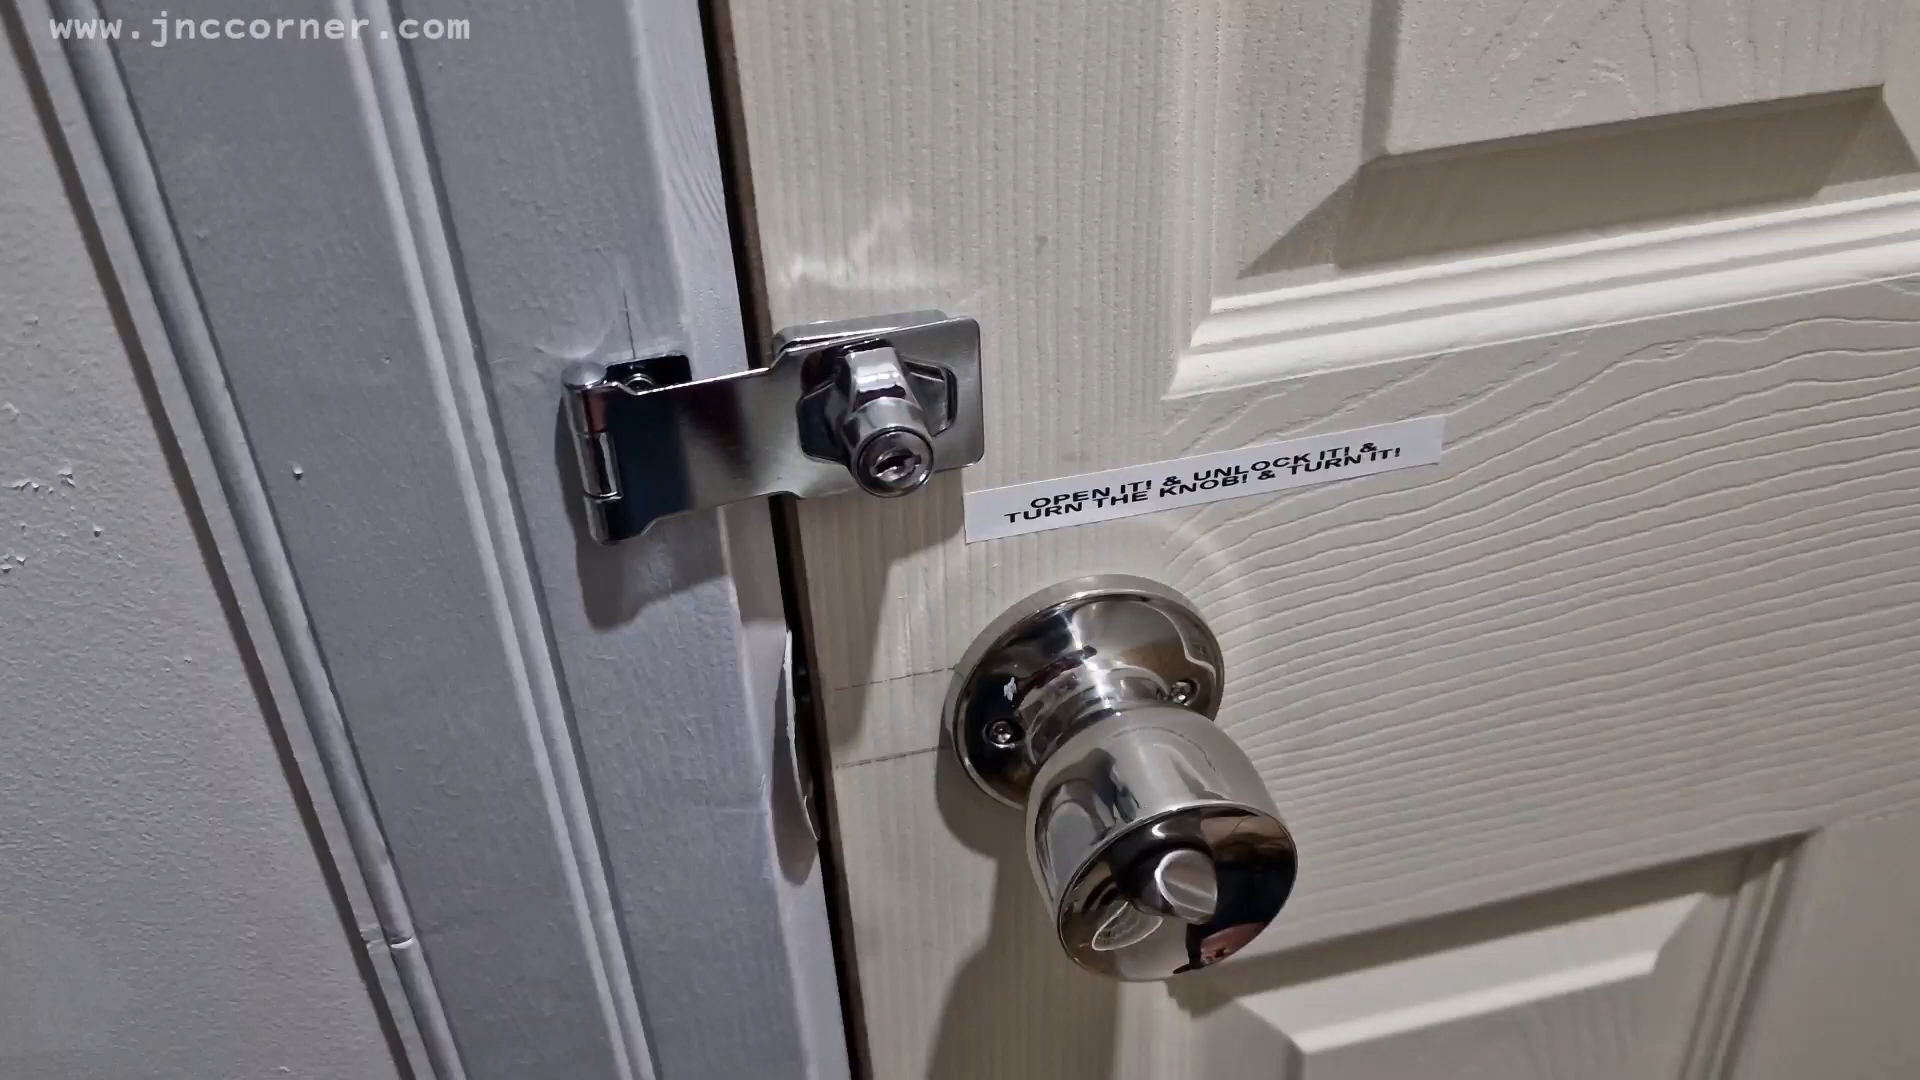 www.jnccorner.com
OPEN IT! & UNLOCK IT! &
TURN THE KNOB! & TURN IT!